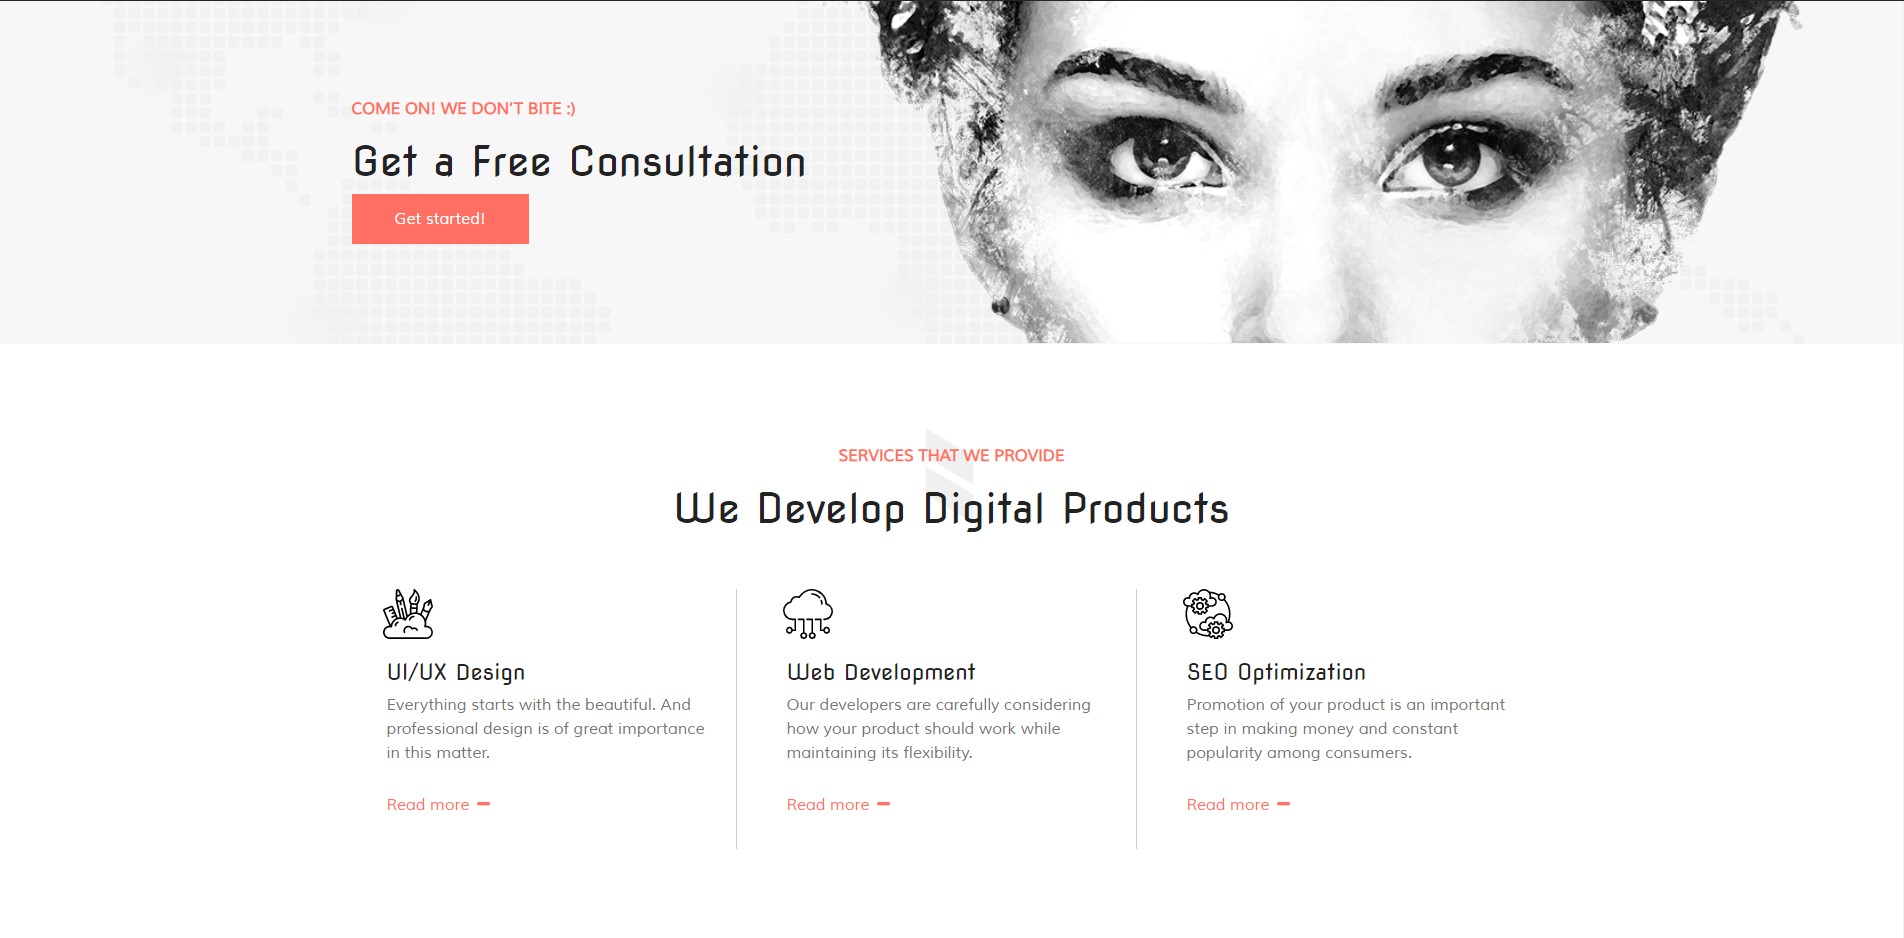 COME ON! WE DON'T BITE :)
Get a Free Consultation
Get started!
SERVICES THAT WE PROVIDE
We Develop Digital Products
UI/UX Design
Everything starts with the beautiful. And
professional design is of great importance
in this matter.
Read more
Web Development
Our developers are carefully considering
how your product should work while
maintaining its flexibility.
Read more
SEO Optimization
Promotion of your product is an important
step in making money and constant
popularity among consumers.
Read more